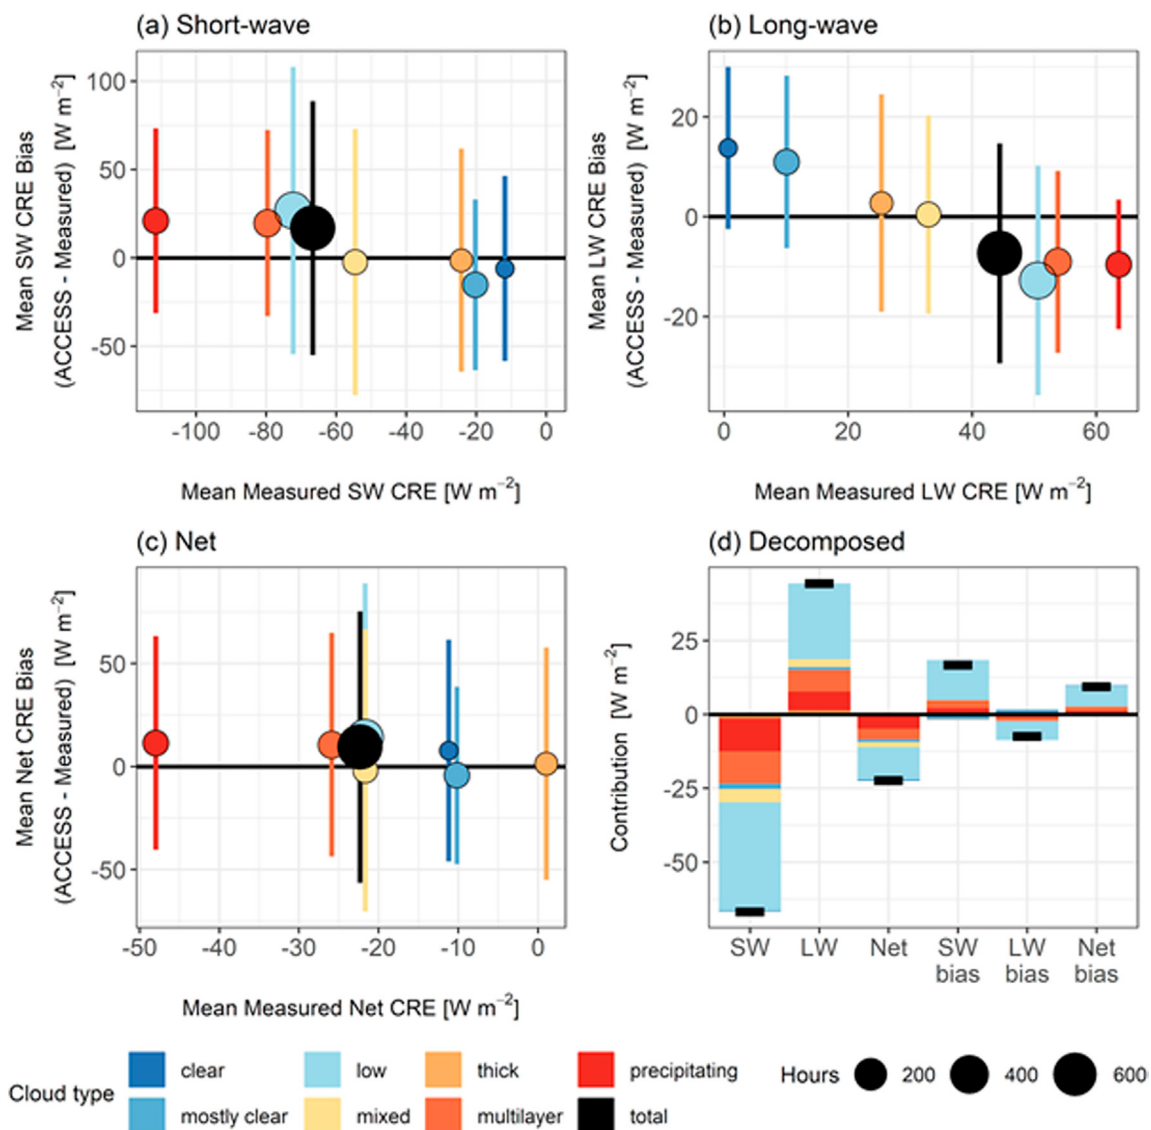 (a) Short-wave
Mean SW CRE Bias
(ACCESS - Measured) [W m⁻²]
100
50
0
-50
-100 -80 -60 -40 -20 0
Mean Measured SW CRE [W m⁻²]
(b) Long-wave
Mean LW CRE Bias
(ACCESS - Measured) [W m⁻²]
20
0
-20
0 20 40 60
Mean Measured LW CRE [W m⁻²]
(c) Net
Mean Net CRE Bias
(ACCESS - Measured) [W m⁻²]
50
0
-50
-50 -40 -30 -20 -10 0
Mean Measured Net CRE [W m⁻²]
(d) Decomposed
Contribution [W m⁻²]
25
0
-25
-50
SW LW Net SW bias LW bias Net bias
Cloud type
clear low thick precipitating
mostly clear mixed multilayer total
Hours 200 400 600